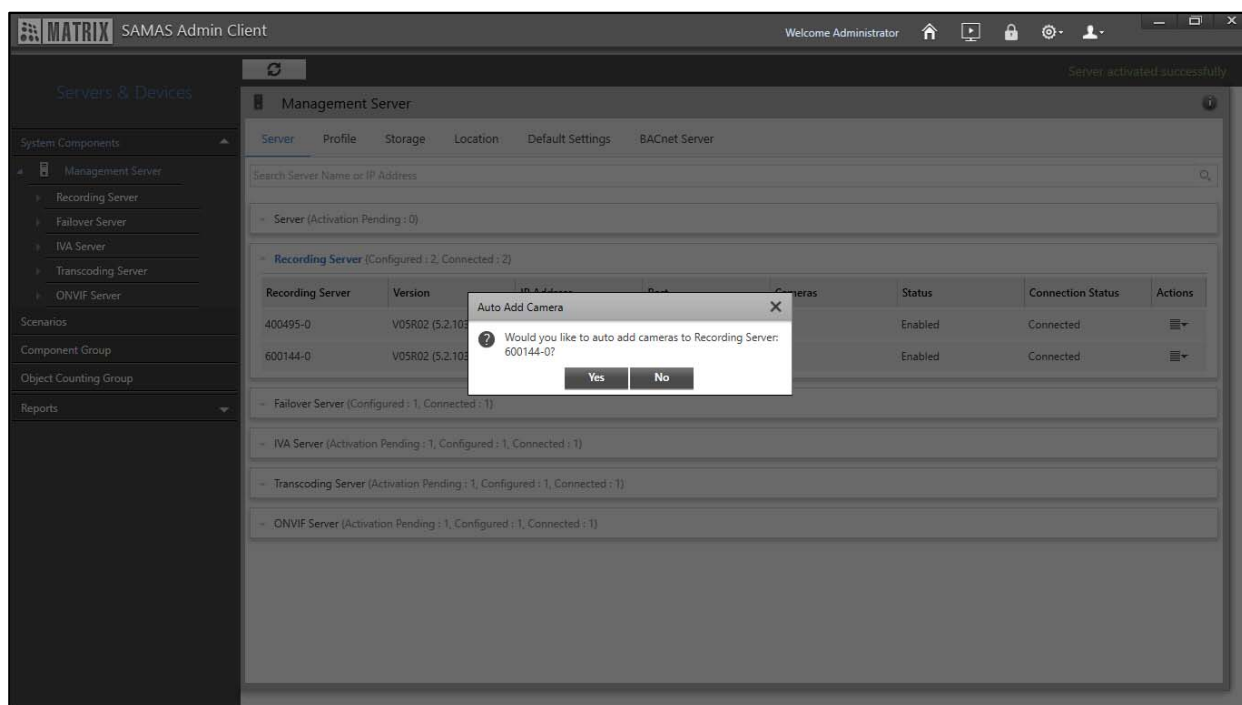 MATRIX SAMAS Admin Client
Welcome Administrator
Server activated successfully
Servers & Devices
Management Server
System Components
Server Profile Storage Location Default Settings BACnet Server
Management Server
Search Server Name or IP Address
Recording Server
Failover Server
Server (Activation Pending : 0)
IVA Server
Recording Server (Configured : 2, Connected : 2)
Transcoding Server
ONVIF Server
Recording Server Version IP Address Port Cameras Status Connection Status Actions
Auto Add Camera
Scenarios
400495-0 V05R02 (5.2.103 Enabled Connected
Would you like to auto add cameras to Recording Server:
600144-0?
Component Group
600144-0 V05R02 (5.2.103 Enabled Connected
Object Counting Group
Yes No
Reports
Failover Server (Configured : 1, Connected : 1)
IVA Server (Activation Pending : 1, Configured : 1, Connected : 1)
Transcoding Server (Activation Pending : 1, Configured : 1, Connected : 1)
ONVIF Server (Activation Pending : 1, Configured : 1, Connected : 1)